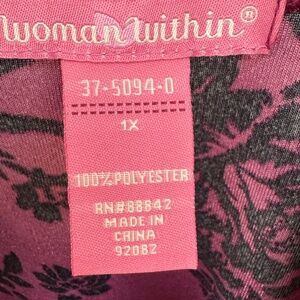 woman within®
37-5094-0
1X
100% POLYESTER
RN#88842
MADE IN
CHINA
92082